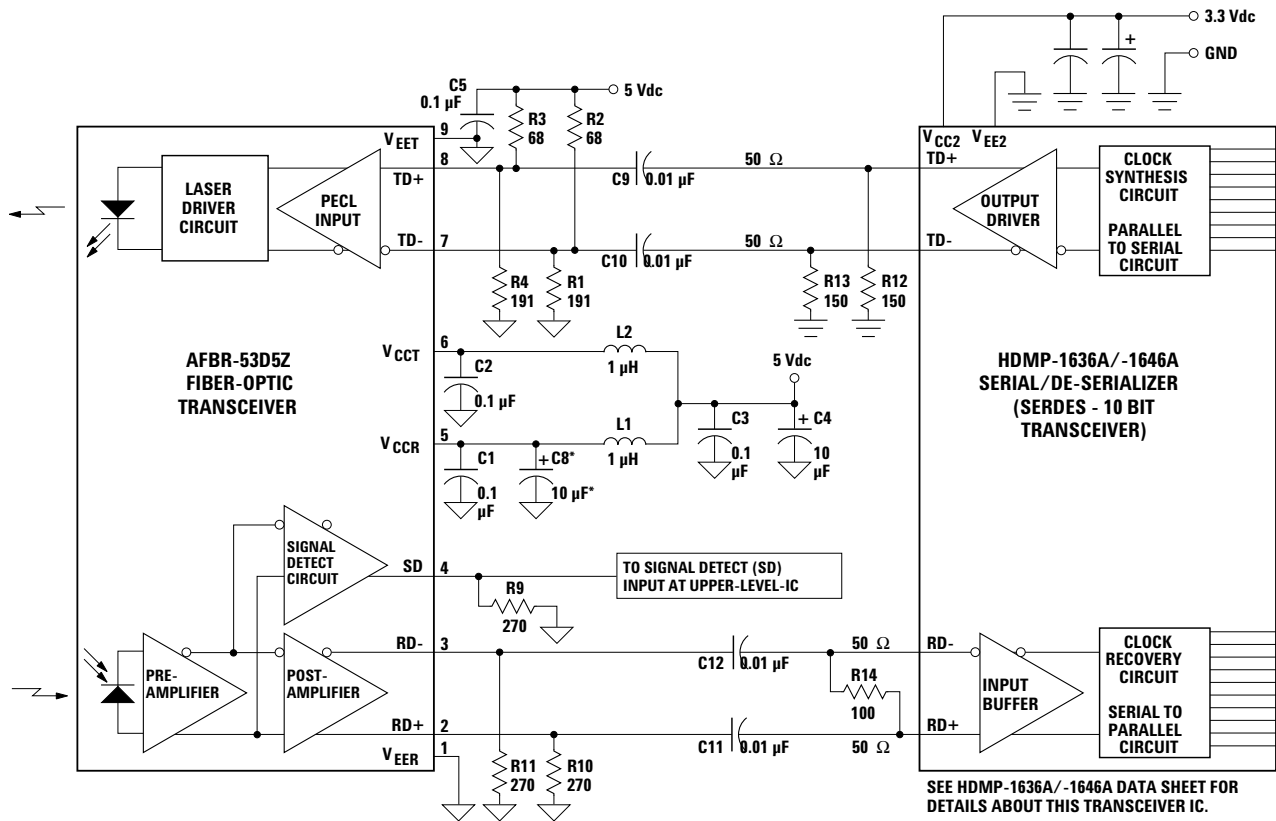 3.3 Vdc
GND
C5
0.1 µF
5 Vdc
R3
68
R2
68
9
VEET
VCC2
VEE2
8
TD+
C9
0.01 µF
50 Ω
TD+
LASER
DRIVER
CIRCUIT
PECL
INPUT
OUTPUT
DRIVER
CLOCK
SYNTHESIS
CIRCUIT
PARALLEL
TO SERIAL
CIRCUIT
TD-
7
C10
0.01 µF
50 Ω
TD-
R4
191
R1
191
R13
150
R12
150
AFBR-53D5Z
FIBER-OPTIC
TRANSCEIVER
HDMP-1636A/-1646A
SERIAL/DE-SERIALIZER
(SERDES - 10 BIT
TRANSCEIVER)
VCCT
6
L2
1 µH
C2
0.1 µF
5 Vdc
VCCR
5
L1
1 µH
C3
0.1
µF
+
C4
10
µF
C1
0.1
µF
+
C8*
10 µF*
SIGNAL
DETECT
CIRCUIT
SD
4
R9
270
TO SIGNAL DETECT (SD)
INPUT AT UPPER-LEVEL-IC
PRE-
AMPLIFIER
POST-
AMPLIFIER
RD-
3
C12
0.01 µF
50 Ω
RD-
R14
100
INPUT
BUFFER
CLOCK
RECOVERY
CIRCUIT
SERIAL TO
PARALLEL
CIRCUIT
RD+
2
C11
0.01 µF
50 Ω
RD+
VEER
1
R11
270
R10
270
+
SEE HDMP-1636A/-1646A DATA SHEET FOR
DETAILS ABOUT THIS TRANSCEIVER IC.